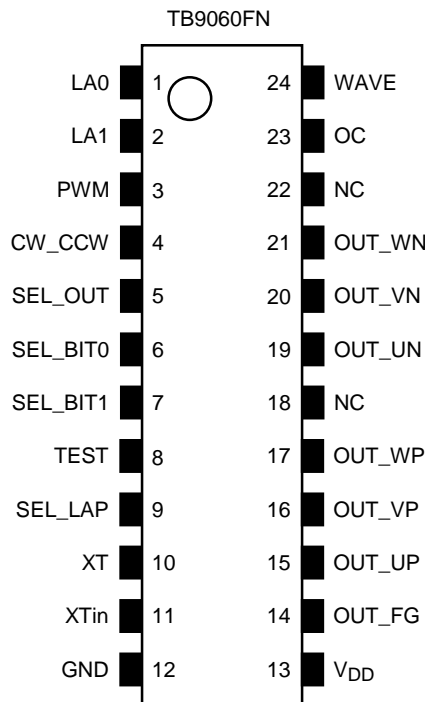 TB9060FN
LA0 1 24 WAVE
LA1 2 23 OC
PWM 3 22 NC
CW_CCW 4 21 OUT_WN
SEL_OUT 5 20 OUT_VN
SEL_BIT0 6 19 OUT_UN
SEL_BIT1 7 18 NC
TEST 8 17 OUT_WP
SEL_LAP 9 16 OUT_VP
XT 10 15 OUT_UP
XTin 11 14 OUT_FG
GND 12 13 VDD